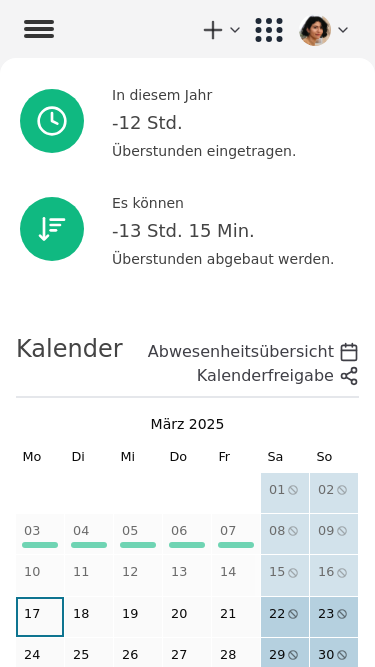 In diesem Jahr
-12 Std.
Überstunden eingetragen.
Es können
-13 Std. 15 Min.
Überstunden abgebaut werden.
Kalender
Abwesenheitsübersicht
Kalenderfreigabe
März 2025
Mo Di Mi Do Fr Sa So
01 02
03 04 05 06 07 08 09
10 11 12 13 14 15 16
17 18 19 20 21 22 23
24 25 26 27 28 29 30